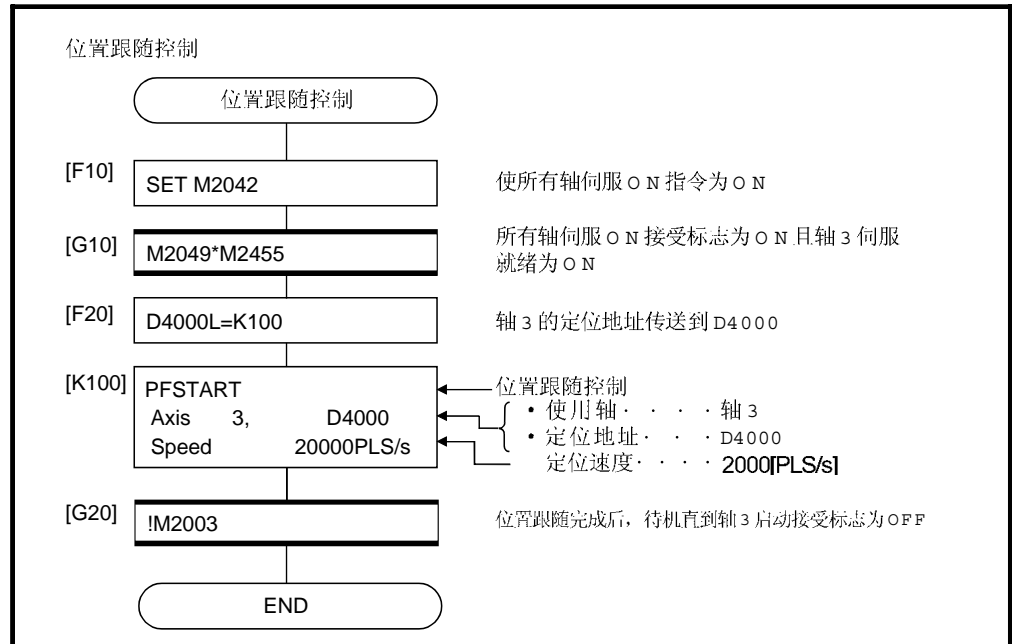 位置跟随控制
位置跟随控制
[F10] SET M2042 使所有轴伺服ON指令为ON
[G10] M2049*M2455 所有轴伺服ON接受标志为ON且轴3伺服
就绪为ON
[F20] D4000L=K100 轴3的定位地址传送到D4000
[K100] PFSTART 位置跟随控制
Axis 3, D4000 • 使用轴· · · · 轴3
• 定位地址· · · D4000
Speed 20000PLS/s 定位速度· · · · 2000[PLS/s]
[G20] !M2003 位置跟随完成后，待机直到轴3启动接受标志为OFF
END